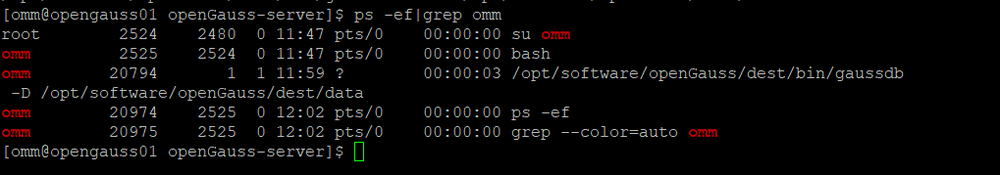 [omm@opengauss01 openGauss-server]$ ps -ef|grep omm
root        2524    2480  0 11:47 pts/0    00:00:00 su omm
omm         2525    2524  0 11:47 pts/0    00:00:00 bash
omm        20794       1  1 11:59 ?        00:00:03 /opt/software/openGauss/dest/bin/gaussdb
 -D /opt/software/openGauss/dest/data
omm        20974    2525  0 12:02 pts/0    00:00:00 ps -ef
omm        20975    2525  0 12:02 pts/0    00:00:00 grep --color=auto omm
[omm@opengauss01 openGauss-server]$